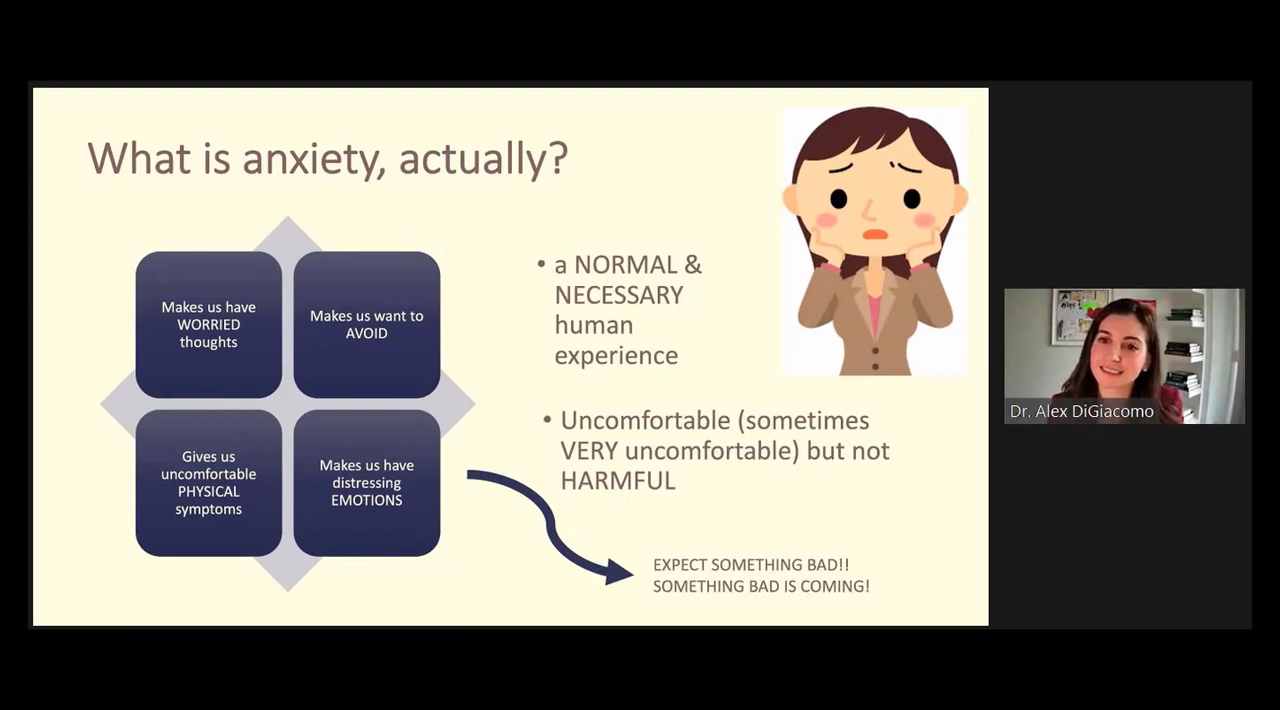 What is anxiety, actually?
Makes us have
WORRIED
thoughts
Makes us want to
AVOID
Gives us
uncomfortable
PHYSICAL
symptoms
Makes us have
distressing
EMOTIONS
• a NORMAL &
NECESSARY
human
experience
• Uncomfortable (sometimes
VERY uncomfortable) but not
HARMFUL
EXPECT SOMETHING BAD!!
SOMETHING BAD IS COMING!
Dr. Alex DiGiacomo